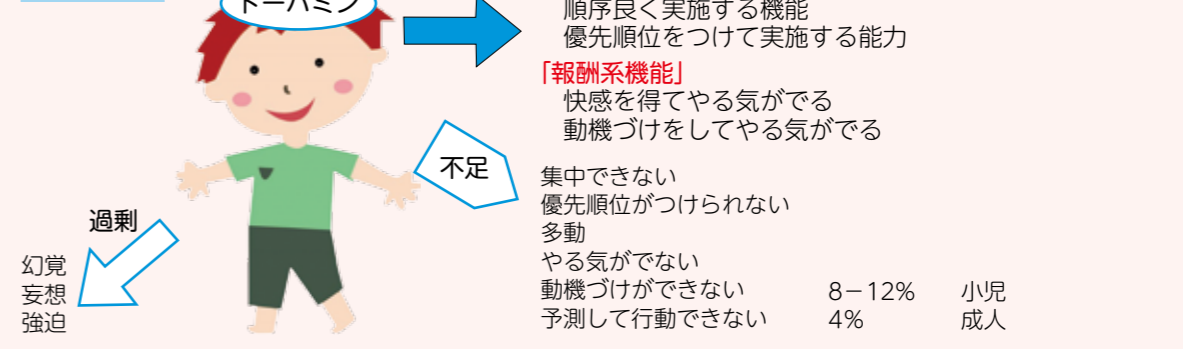 ドーパミン
順序良く実施する機能
優先順位をつけて実施する能力
「報酬系機能」
快感を得てやる気がでる
動機づけをしてやる気がでる
不足
集中できない
優先順位がつけられない
多動
やる気がでない
動機づけができない 8－12% 小児
予測して行動できない 4% 成人
過剰
幻覚
妄想
強迫